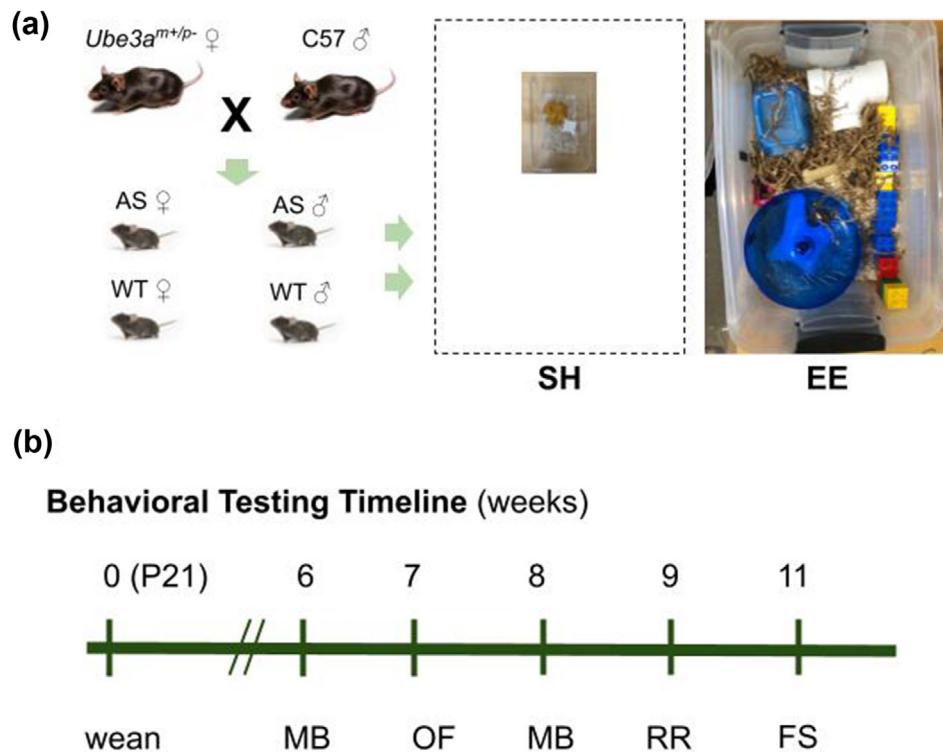 (a)
Ube3a^m+/p- ♀ C57 ♂
X
AS ♀ AS ♂
WT ♀ WT ♂
SH EE
(b)
Behavioral Testing Timeline (weeks)
0 (P21) 6 7 8 9 11
wean MB OF MB RR FS